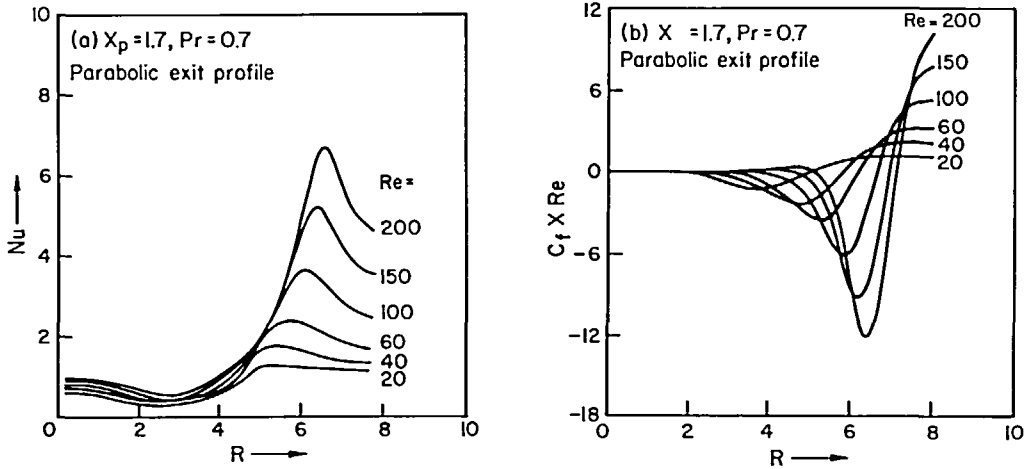 (a) Xp = 1.7, Pr = 0.7
Parabolic exit profile
10
8
6
4
2
Nu
Re =
200
150
100
60
40
20
0 2 4 6 8 10
R
(b) X = 1.7, Pr = 0.7
Parabolic exit profile
12
6
0
-6
-12
-18
Cf X Re
Re = 200
150
100
60
40
20
0 2 4 6 8 10
R